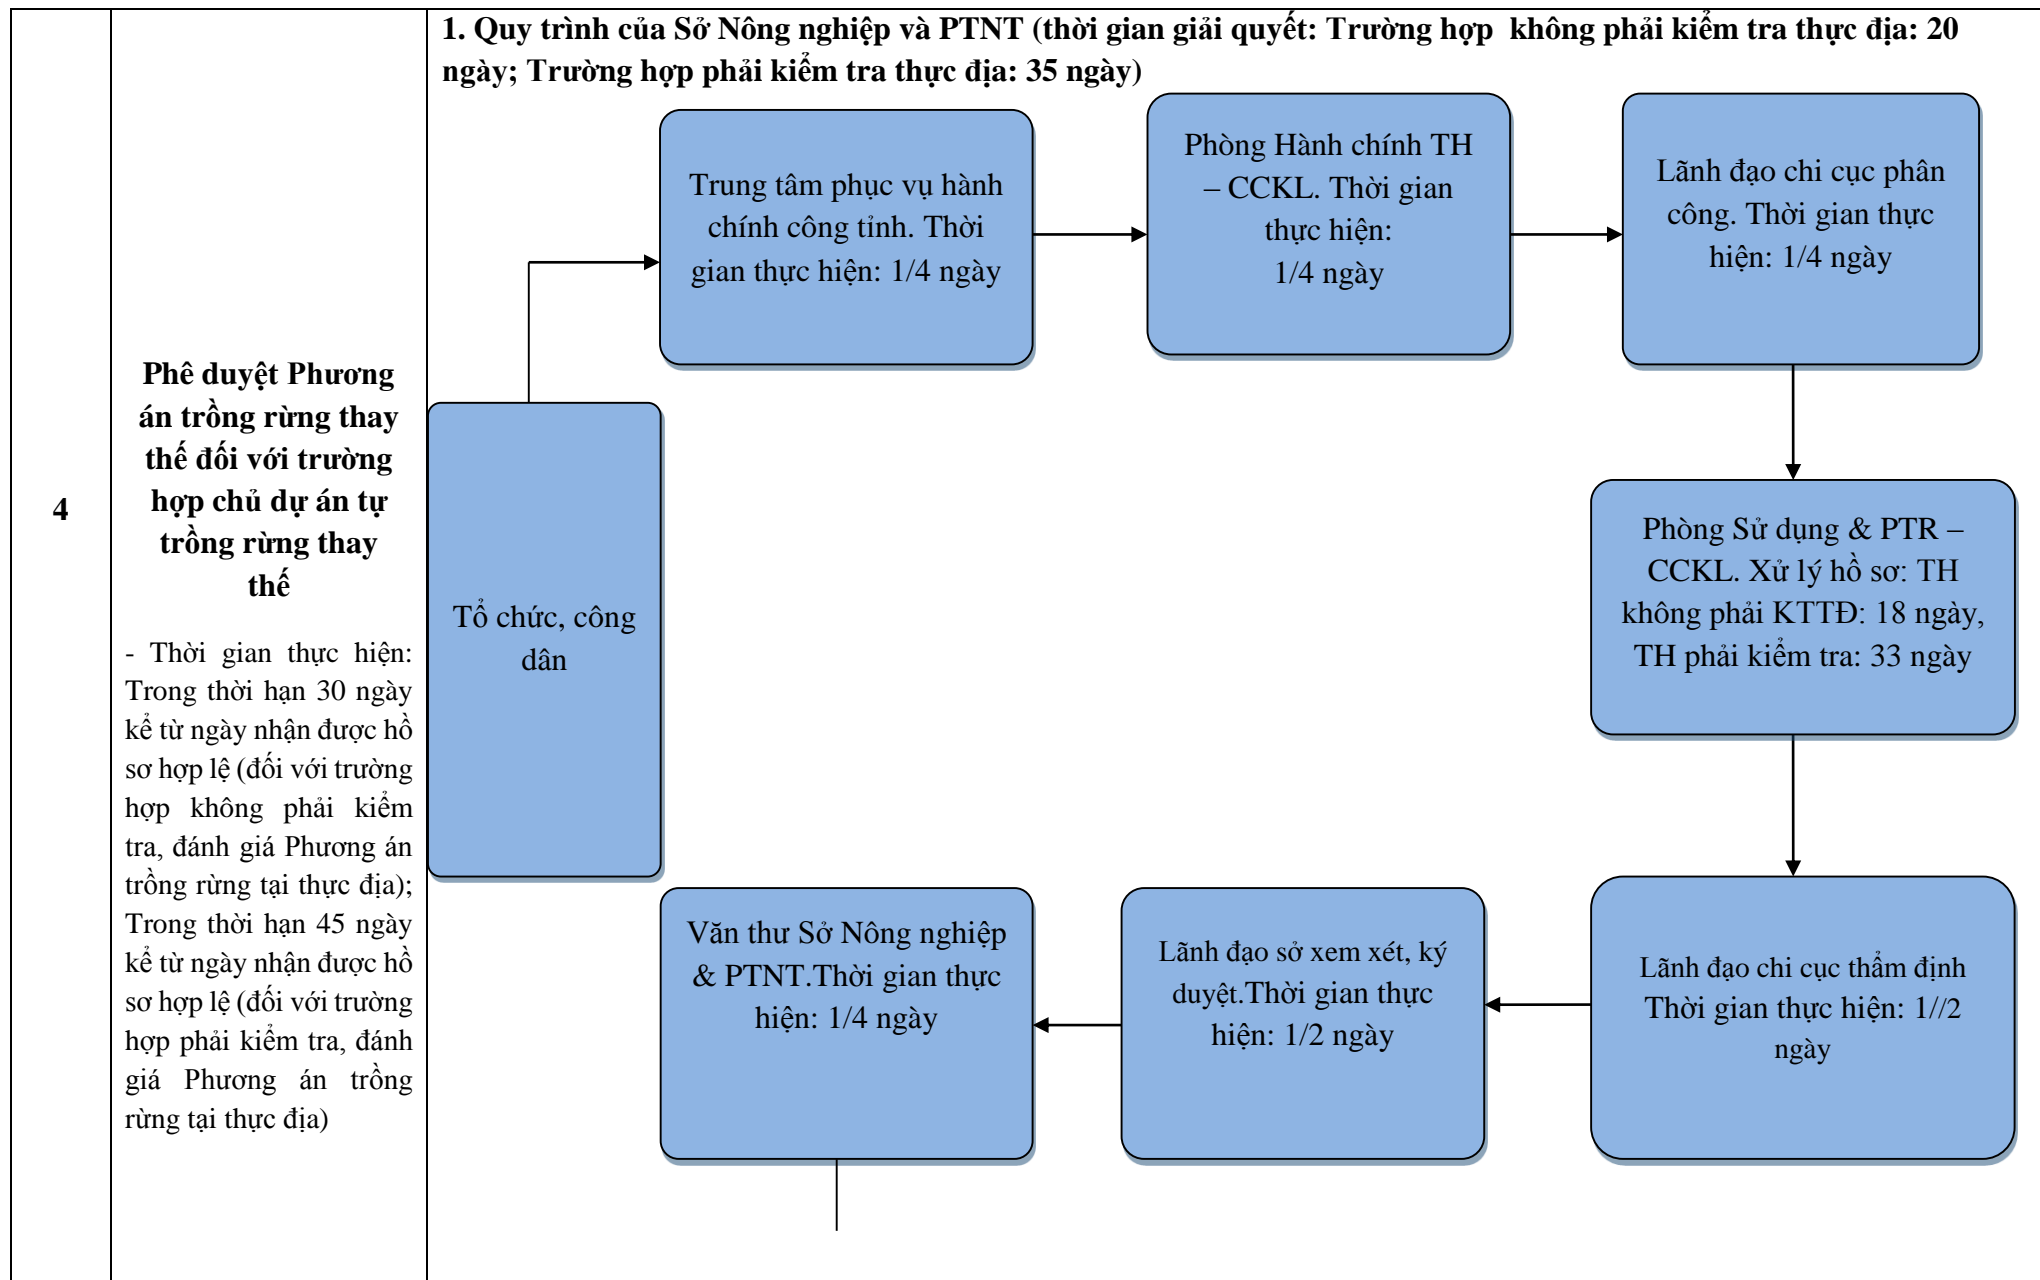 4
Phê duyệt Phương
án trồng rừng thay
thế đối với trường
hợp chủ dự án tự
trồng rừng thay
thế
- Thời gian thực hiện:
Trong thời hạn 30 ngày
kể từ ngày nhận được hồ
sơ hợp lệ (đối với trường
hợp không phải kiểm
tra, đánh giá Phương án
trồng rừng tại thực địa);
Trong thời hạn 45 ngày
kể từ ngày nhận được hồ
sơ hợp lệ (đối với trường
hợp phải kiểm tra, đánh
giá Phương án trồng
rừng tại thực địa)
1. Quy trình của Sở Nông nghiệp và PTNT (thời gian giải quyết: Trường hợp không phải kiểm tra thực địa: 20
ngày; Trường hợp phải kiểm tra thực địa: 35 ngày)
Tổ chức, công
dân
Trung tâm phục vụ hành
chính công tỉnh. Thời
gian thực hiện: 1/4 ngày
Phòng Hành chính TH
– CCKL. Thời gian
thực hiện:
1/4 ngày
Lãnh đạo chi cục phân
công. Thời gian thực
hiện: 1/4 ngày
Phòng Sử dụng & PTR –
CCKL. Xử lý hồ sơ: TH
không phải KTTĐ: 18 ngày,
TH phải kiểm tra: 33 ngày
Lãnh đạo chi cục thẩm định
Thời gian thực hiện: 1//2
ngày
Lãnh đạo sở xem xét, ký
duyệt.Thời gian thực
hiện: 1/2 ngày
Văn thư Sở Nông nghiệp
& PTNT.Thời gian thực
hiện: 1/4 ngày